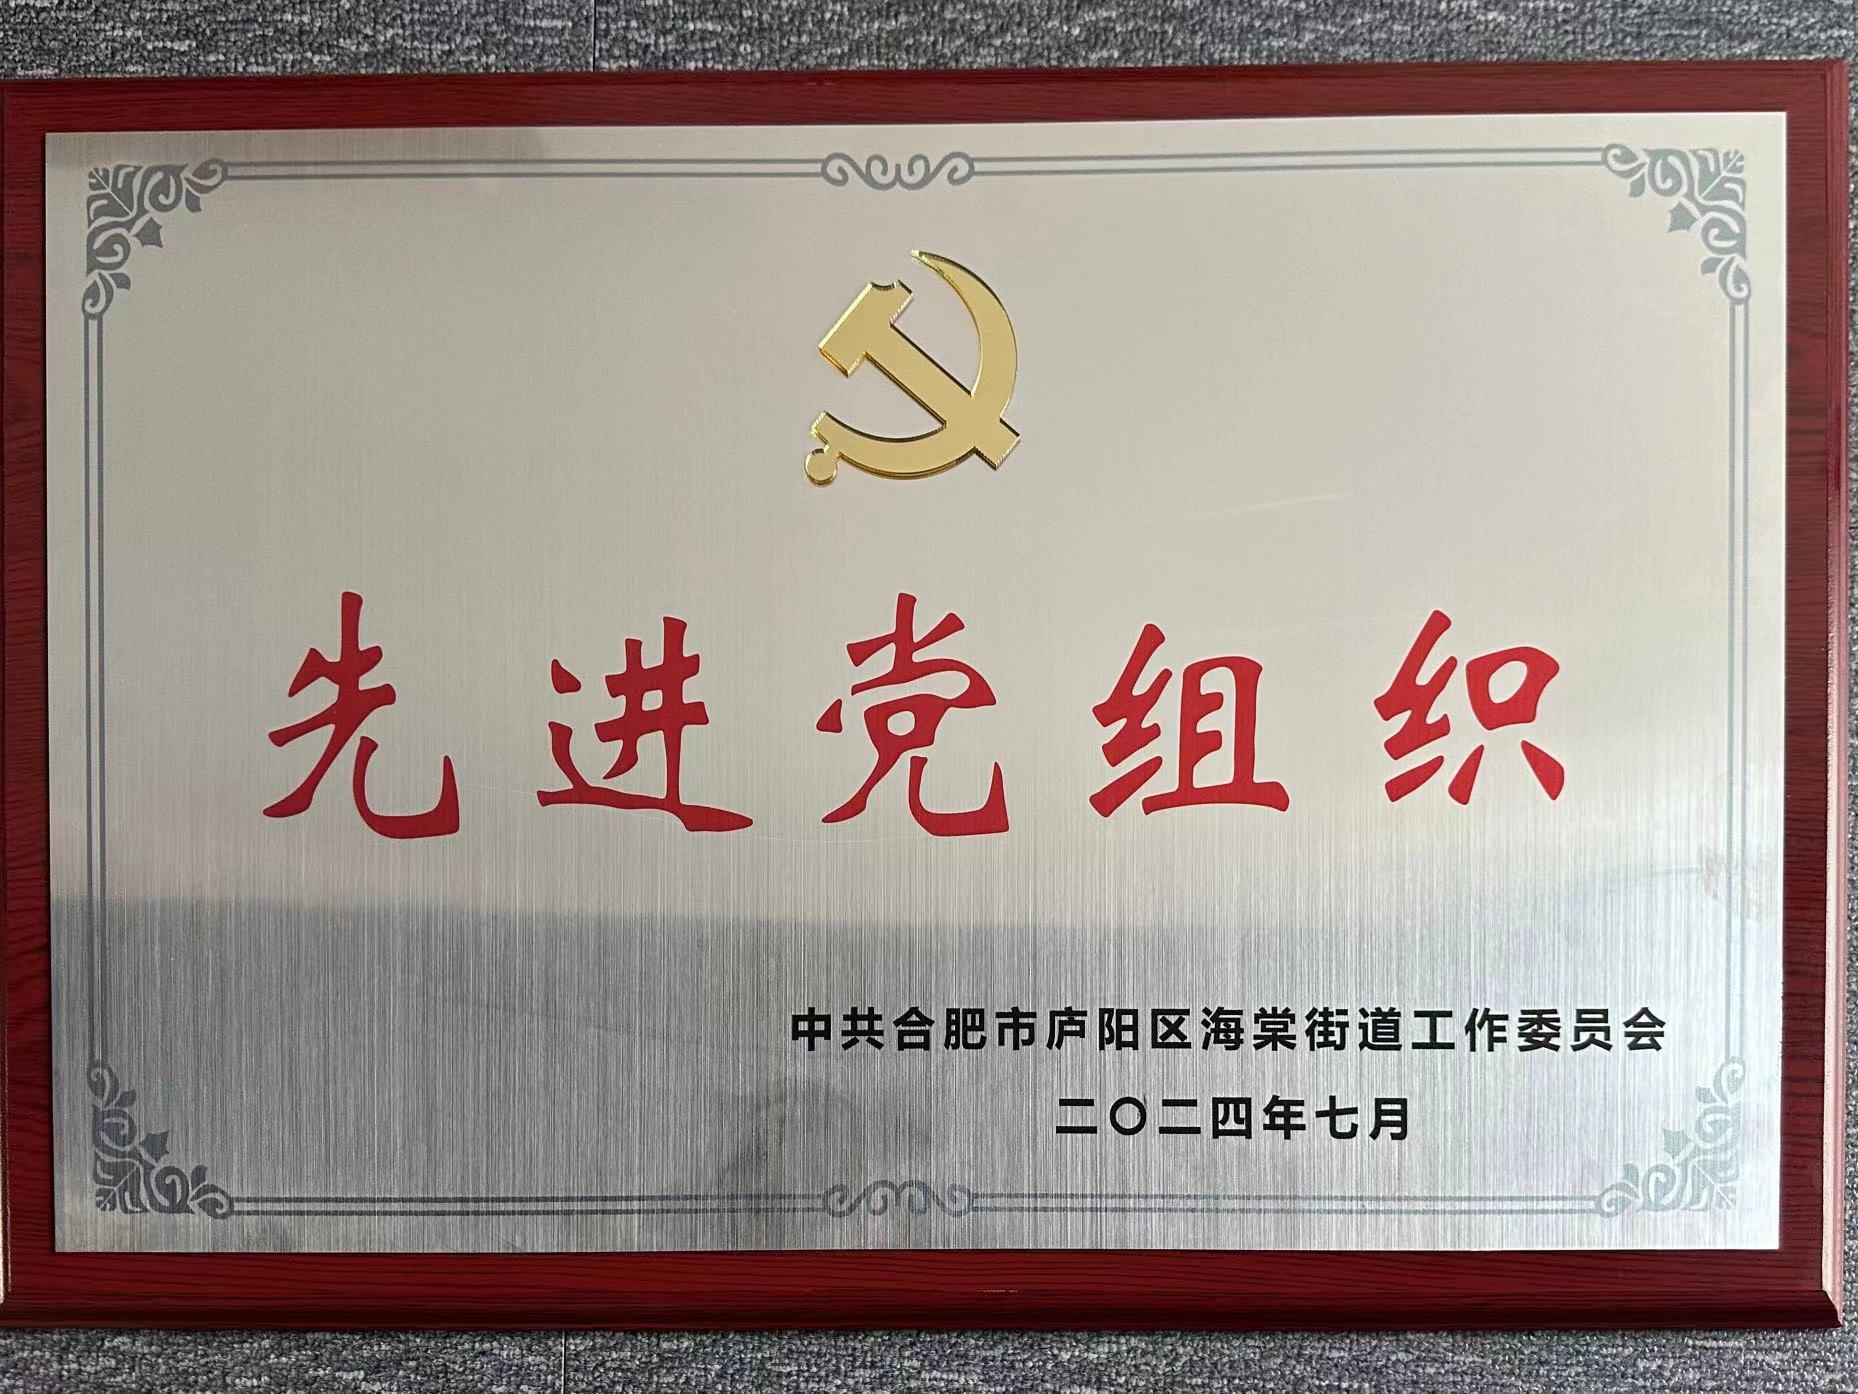 先进党组织
中共合肥市庐阳区海棠街道工作委员会
二〇二四年七月